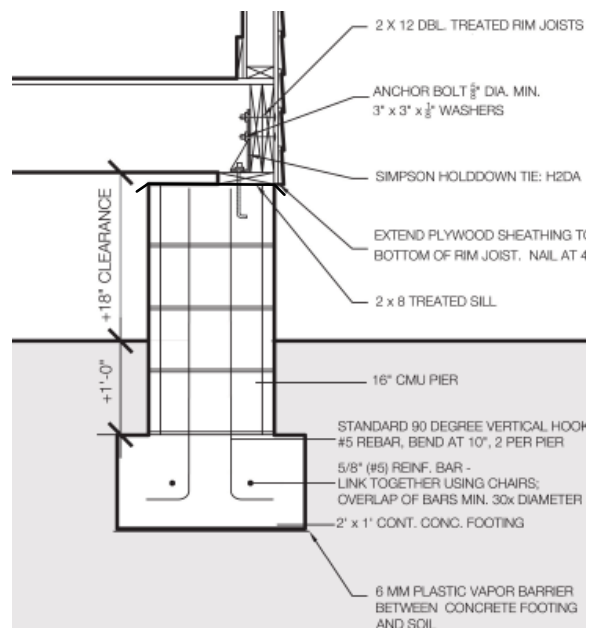 2 X 12 DBL. TREATED RIM JOISTS
ANCHOR BOLT 5/8" DIA. MIN.
3" x 3" x 1/8" WASHERS
SIMPSON HOLDDOWN TIE: H2DA
EXTEND PLYWOOD SHEATHING TO
BOTTOM OF RIM JOIST. NAIL AT 4
2 x 8 TREATED SILL
+18" CLEARANCE
+1'-0"
16" CMU PIER
STANDARD 90 DEGREE VERTICAL HOOK
#5 REBAR, BEND AT 10", 2 PER PIER
5/8" (#5) REINF. BAR -
LINK TOGETHER USING CHAIRS;
OVERLAP OF BARS MIN. 30x DIAMETER
2' x 1' CONT. CONC. FOOTING
6 MM PLASTIC VAPOR BARRIER
BETWEEN CONCRETE FOOTING
AND SOIL